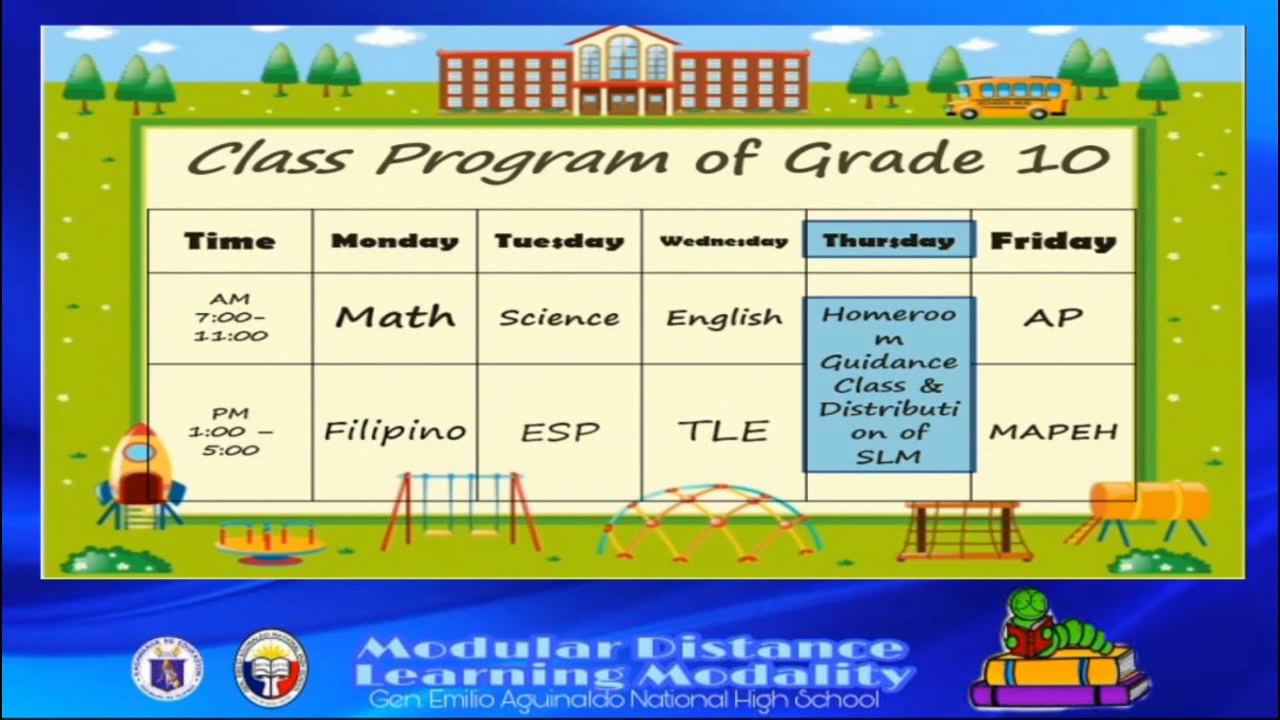 Class Program of Grade 10
Time Monday Tuesday Wednesday Thursday Friday
AM
7:00-
11:00
Math
Science
English
Homeroo
m
Guidance
Class &
Distributi
on of
SLM
AP
PM
1:00 –
5:00
Filipino
ESP
TLE
MAPEH
Modular Distance
Learning Modality
Gen. Emilio Aguinaldo National High School